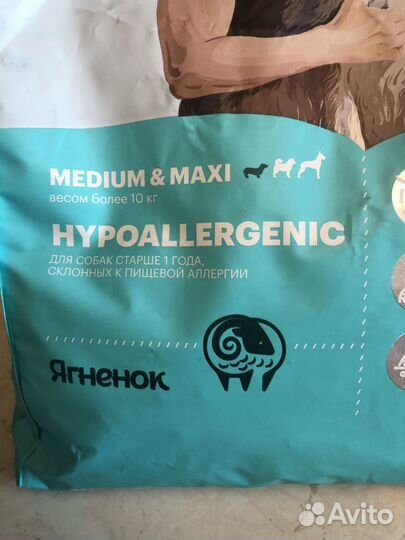 MEDIUM & MAXI
весом более 10 кг
HYPOALLERGENIC
ДЛЯ СОБАК СТАРШЕ 1 ГОДА,
СКЛОННЫХ К ПИЩЕВОЙ АЛЛЕРГИИ
Ягненок
Avito